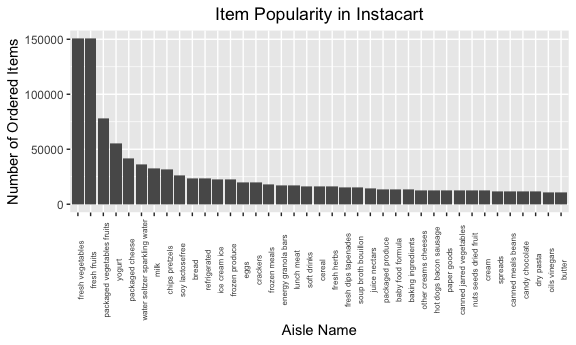 Item Popularity in Instacart
Number of Ordered Items
150000
100000
50000
0
fresh vegetables
fresh fruits
packaged vegetables fruits
yogurt
packaged cheese
water seltzer sparkling water
milk
chips pretzels
soy lactosefree
bread
refrigerated
ice cream ice
frozen produce
eggs
crackers
frozen meals
energy granola bars
lunch meat
soft drinks
cereal
fresh herbs
fresh dips tapenades
soup broth bouillon
juice nectars
packaged produce
baby food formula
baking ingredients
other creams cheeses
hot dogs bacon sausage
paper goods
canned jarred vegetables
nuts seeds dried fruit
cream
spreads
canned meals beans
candy chocolate
dry pasta
oils vinegars
butter
Aisle Name